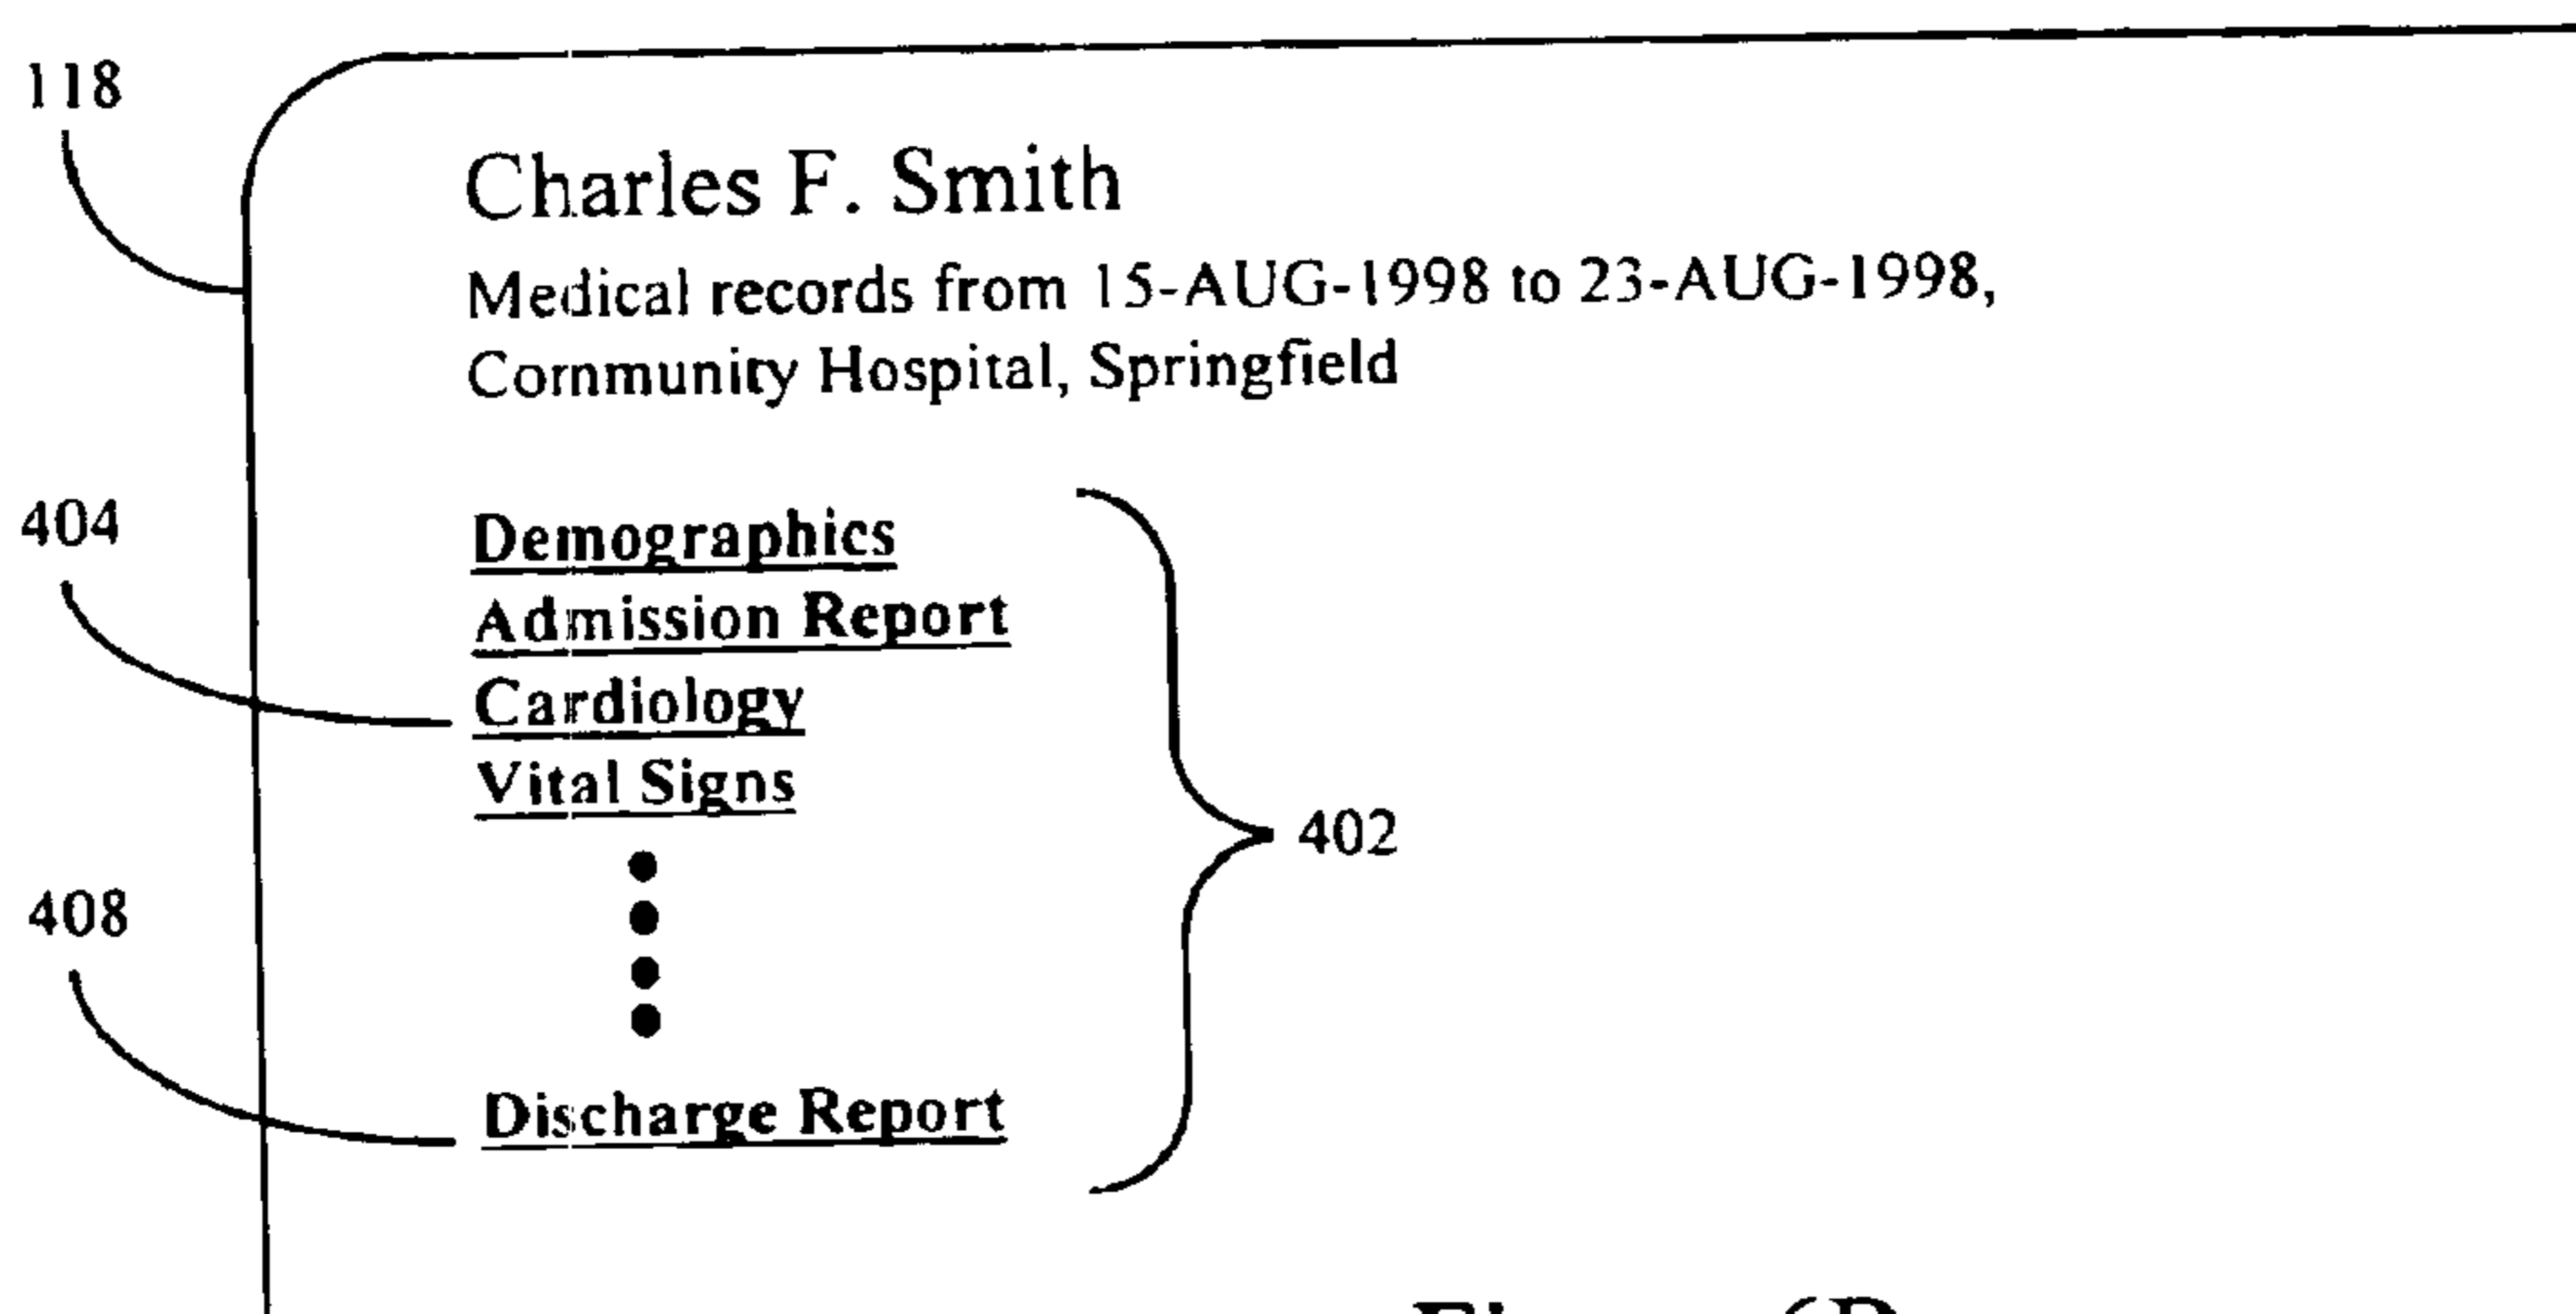 118
Charles F. Smith
Medical records from 15-AUG-1998 to 23-AUG-1998,
Community Hospital, Springfield
404
Demographics
Admission Report
Cardiology
Vital Signs
402
408
Discharge Report